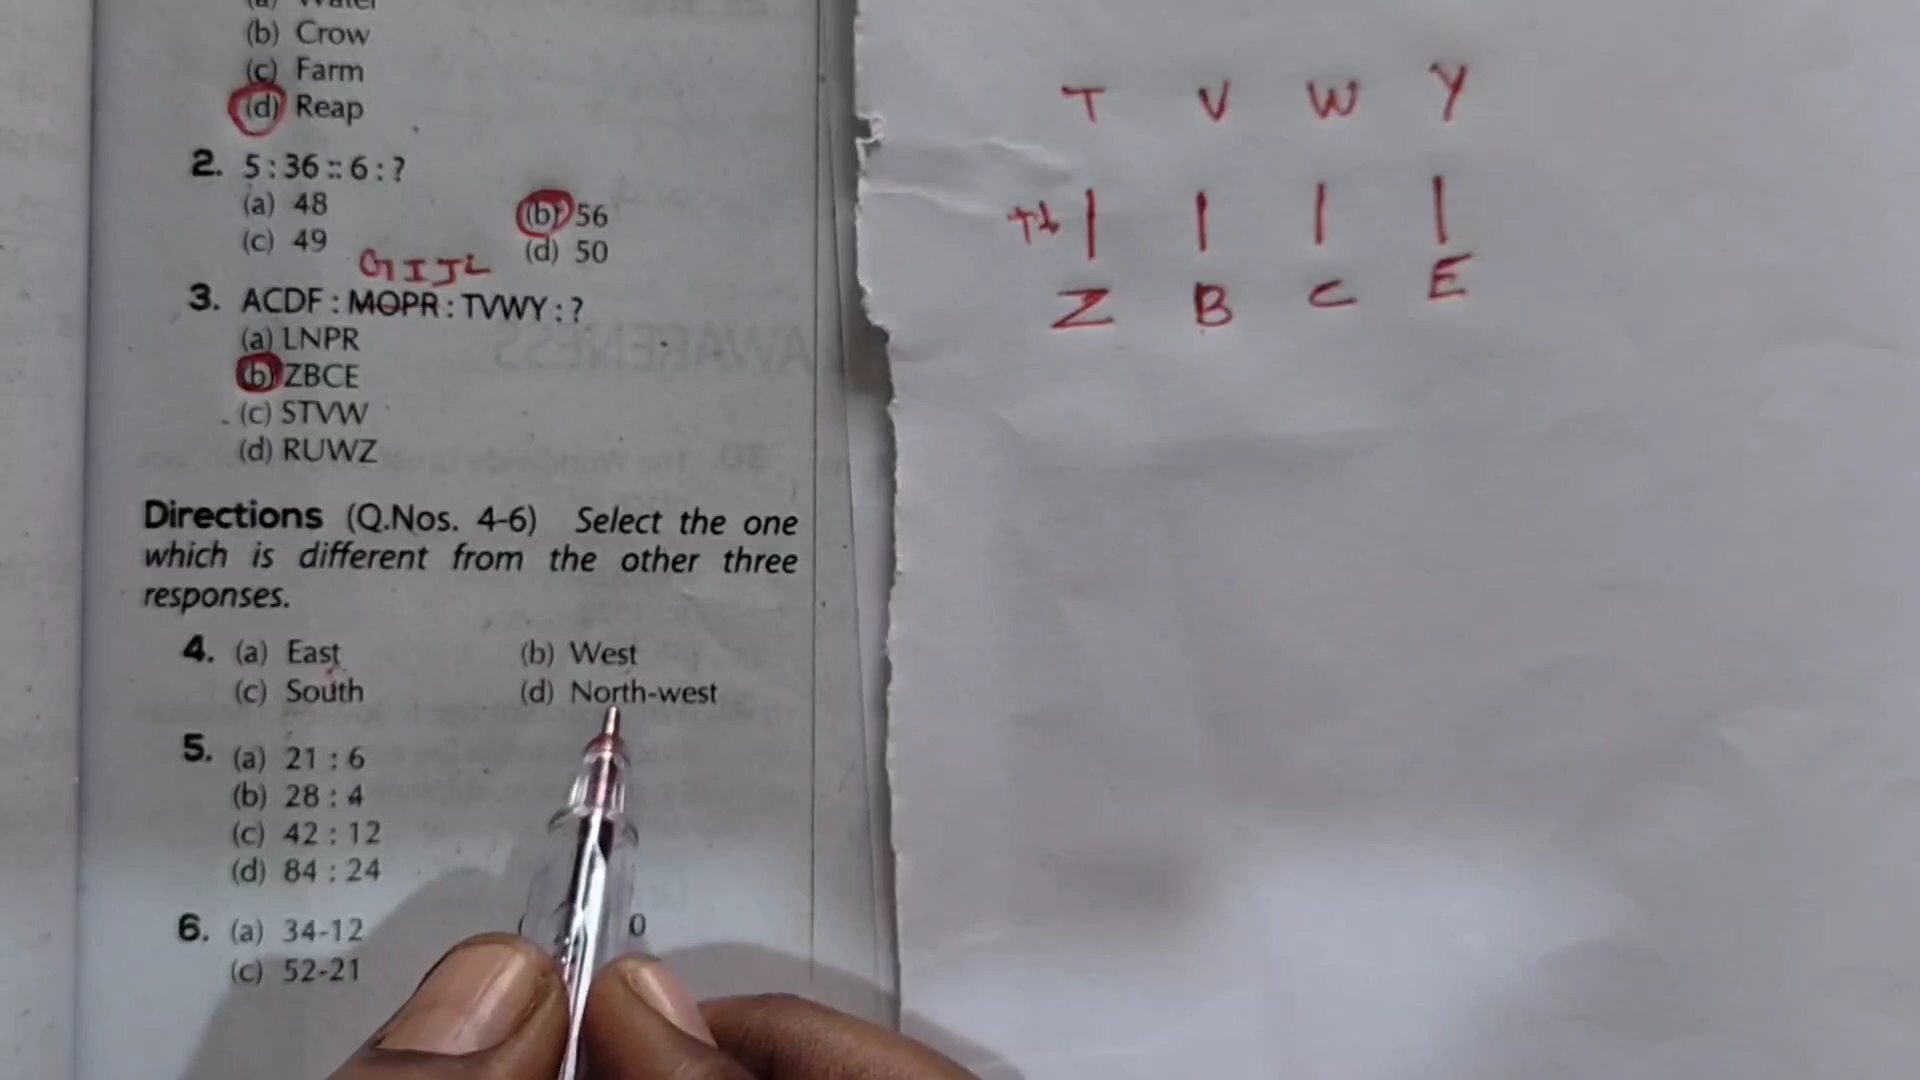 (a) Water
(b) Crow
(c) Farm
(d) Reap
2. 5 : 36 :: 6 : ?
(a) 48 (b) 56
(c) 49 (d) 50
GIJL
3. ACDF : MOPR : TVWY : ?
(a) LNPR
(b) ZBCE
(c) STVW
(d) RUWZ
Directions (Q.Nos. 4-6) Select the one
which is different from the other three
responses.
4. (a) East (b) West
(c) South (d) North-west
5. (a) 21 : 6
(b) 28 : 4
(c) 42 : 12
(d) 84 : 24
6. (a) 34-12
(c) 52-21
T V W Y
Z B C E